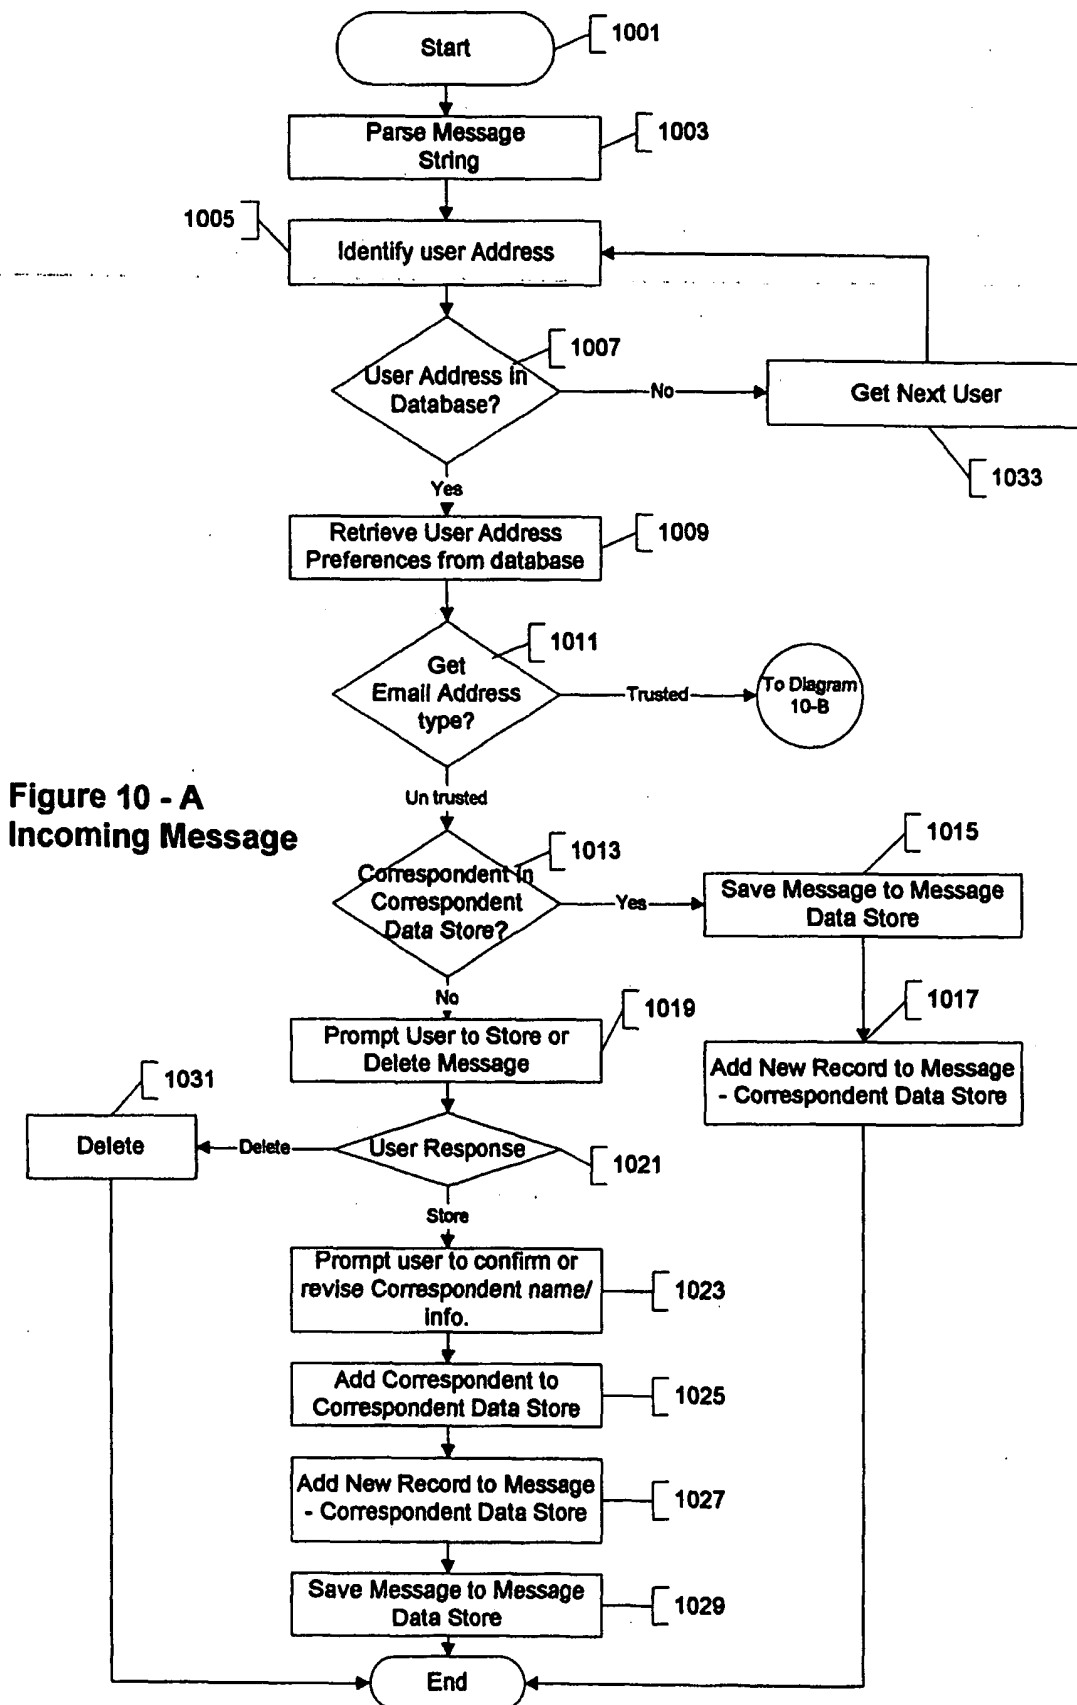 Start
1001
Parse Message
String
1003
1005
Identify user Address
1007
User Address in
Database?
No
Get Next User
1033
Yes
Retrieve User Address
Preferences from database
1009
1011
Get
Email Address
type?
Trusted
To Diagram
10-B
Figure 10 - A
Incoming Message
Un trusted
1013
Correspondent in
Correspondent
Data Store?
Yes
1015
Save Message to Message
Data Store
No
1017
Add New Record to Message
- Correspondent Data Store
1019
Prompt User to Store or
Delete Message
1031
Delete
Delete
User Response
1021
Store
Prompt user to confirm or
revise Correspondent name/
info.
1023
Add Correspondent to
Correspondent Data Store
1025
Add New Record to Message
- Correspondent Data Store
1027
Save Message to Message
Data Store
1029
End